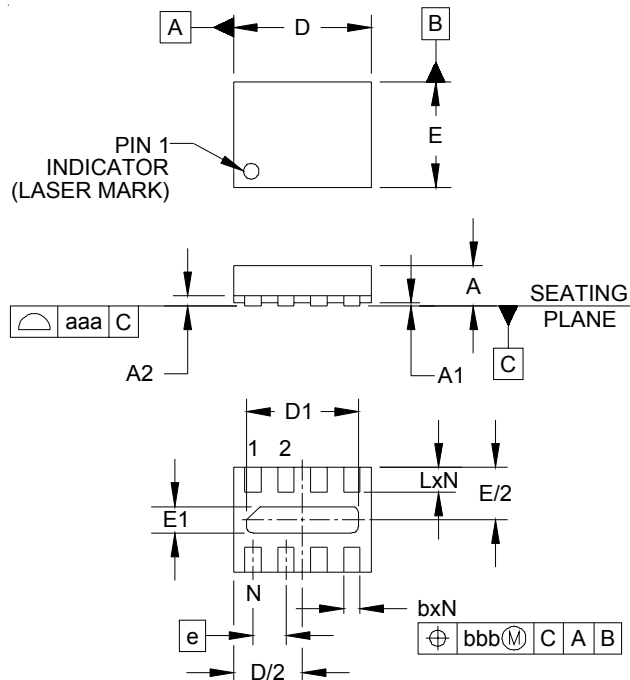 A
D
B
E
PIN 1
INDICATOR
(LASER MARK)
A
SEATING
PLANE
aaa C
C
A2
A1
D1
1 2
LxN
E/2
E1
N
bxN
e
bbb Ⓜ C A B
D/2